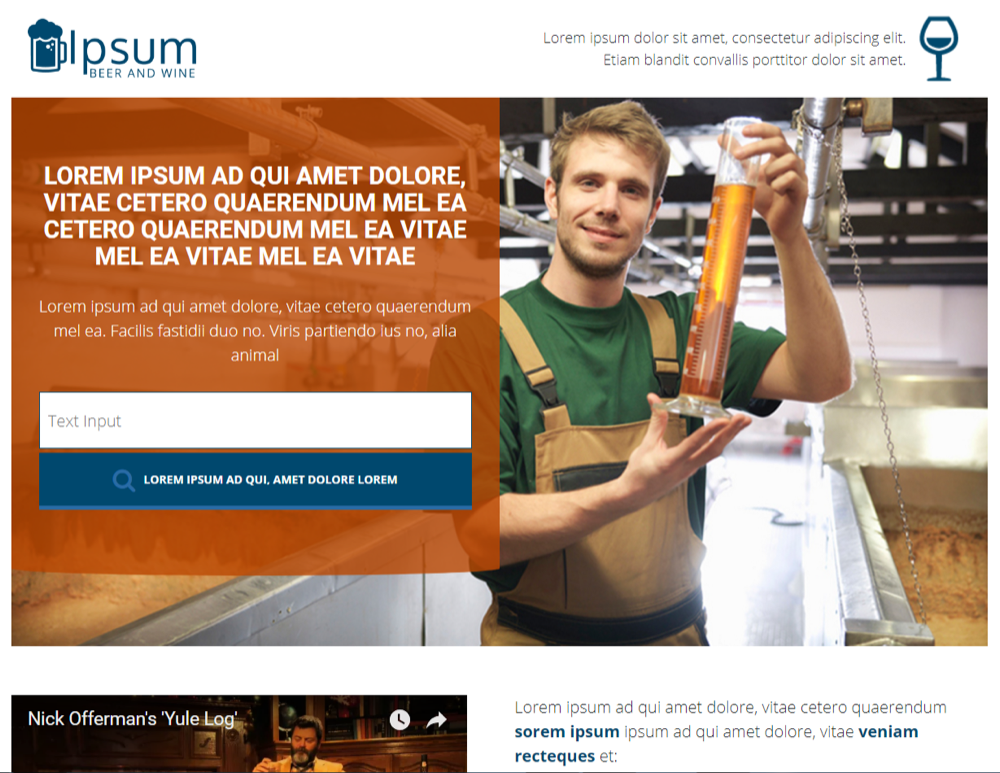 Ipsum
BEER AND WINE
Lorem ipsum dolor sit amet, consectetur adipiscing elit.
Etiam blandit convallis porttitor dolor sit amet.
LOREM IPSUM AD QUI AMET DOLORE,
VITAE CETERO QUAERENDUM MEL EA
CETERO QUAERENDUM MEL EA VITAE
MEL EA VITAE MEL EA VITAE
Lorem ipsum ad qui amet dolore, vitae cetero quaerendum
mel ea. Facilis fastidii duo no. Viris partiendo ius no, alia
animal
Text Input
LOREM IPSUM AD QUI, AMET DOLORE LOREM
Nick Offerman's 'Yule Log'
Lorem ipsum ad qui amet dolore, vitae cetero quaerendum
sorem ipsum ipsum ad qui amet dolore, vitae veniam
recteques et: